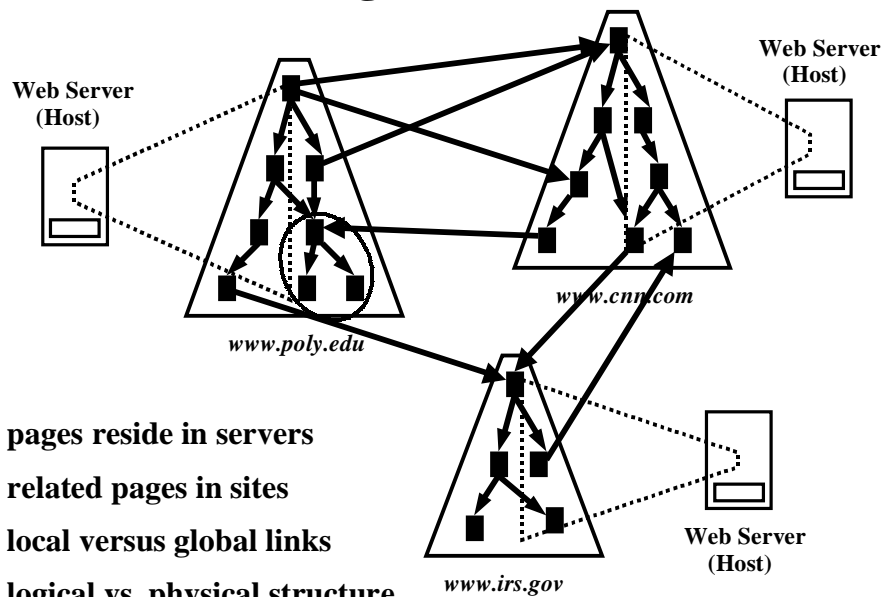 Web Server
(Host)
Web Server
(Host)
www.cnn.com
www.poly.edu
pages reside in servers
related pages in sites
local versus global links
logical vs. physical structure
Web Server
(Host)
www.irs.gov